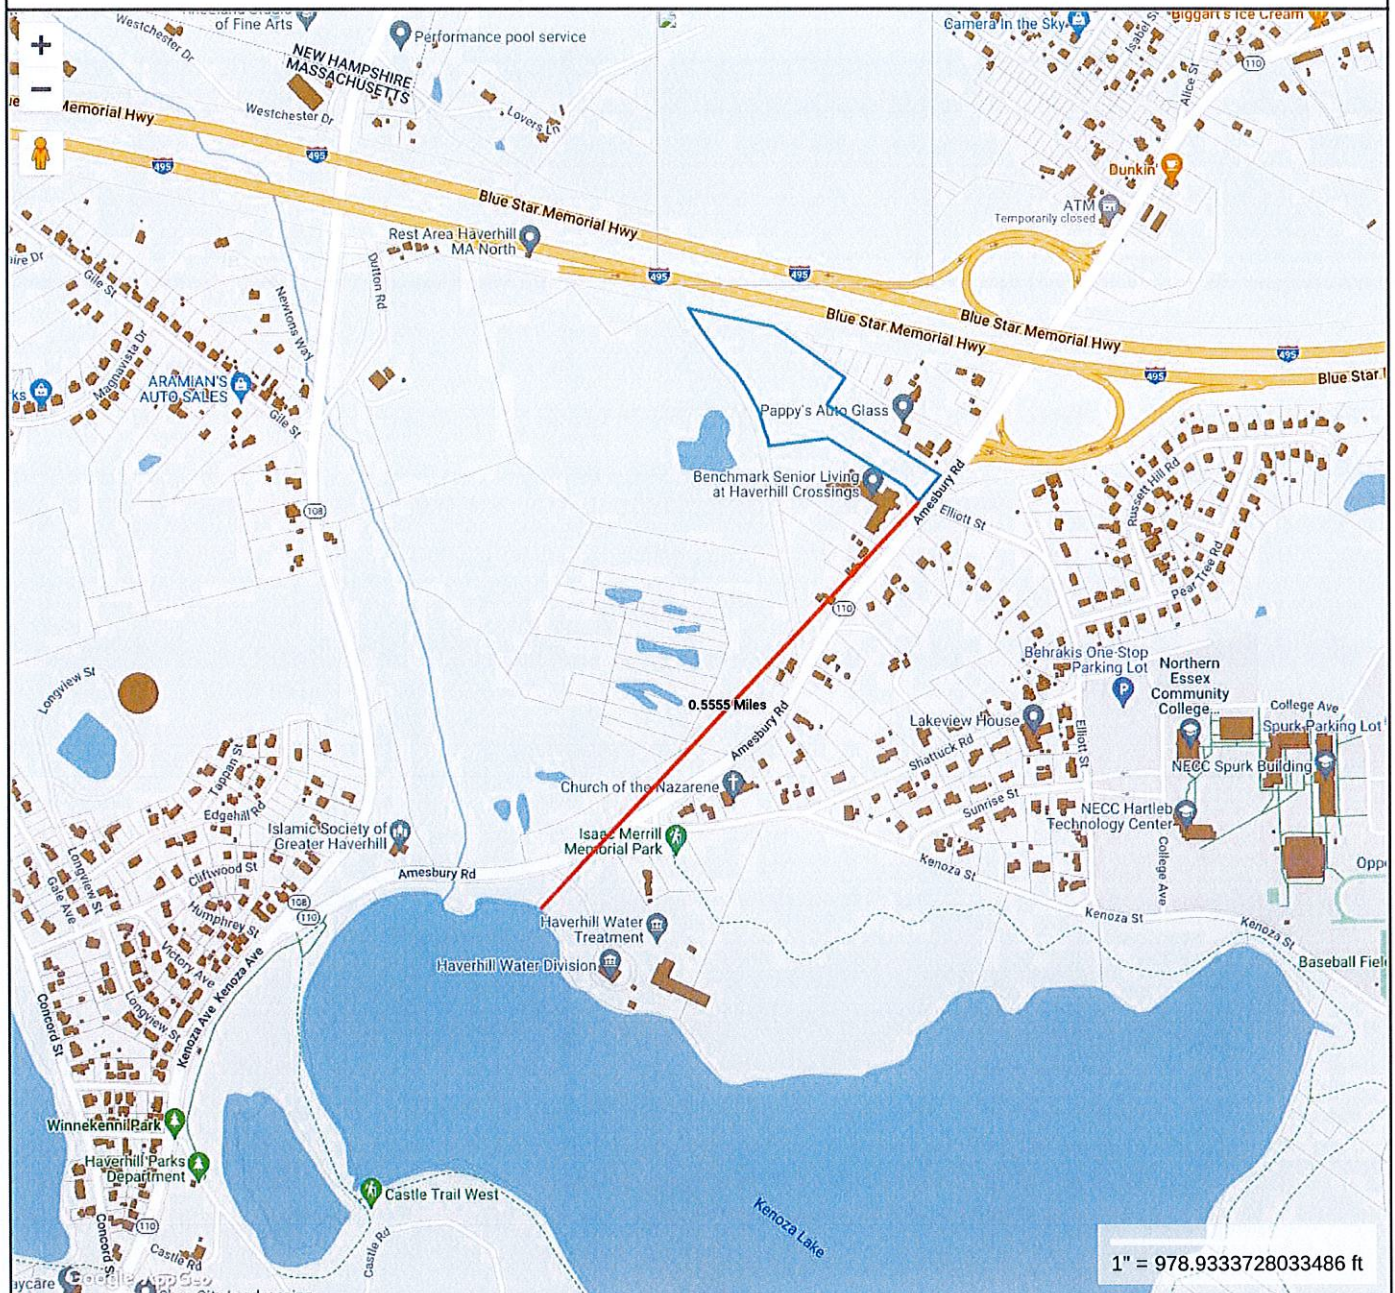 of Fine Arts
Westchester Dr
Performance pool service
Camera In the Sky
Biggart's Ice Cream
Isabel St
110
+
−
NEW HAMPSHIRE
MASSACHUSETTS
Alice St
Memorial Hwy
Westchester Dr
Lovers Ln
495
495
Dunkin'
Blue Star Memorial Hwy
ATM
Temporarily closed
Rest Area Haverhill
MA North
495
495
aire Dr
Gile St
Dutton Rd
Newtons Way
Blue Star Memorial Hwy
Blue Star Memorial Hwy
495
495
Blue Star
Magnavista Dr
ks
ARAMIAN'S
AUTO SALES
Gile St
Pappy's Auto Glass
Benchmark Senior Living
at Haverhill Crossings
Amesbury Rd
Elliott St
Russett Hill Rd
108
Pear Tree Rd
110
Behrakis One-Stop
Parking Lot
Northern
Essex
Community
College...
Longview St
0.5555 Miles
Amesbury Rd
Lakeview House
College Ave
Spurk Parking Lot
Elliott St
Shattuck Rd
NECC Spurk Building
Tappan St
Church of the Nazarene
Sunrise St
NECC Hartleb
Technology Center
Edgehill Rd
Islamic Society of
Greater Haverhill
Isaac Merrill
Memorial Park
Longview St
Gale Ave
Cliftwood St
Amesbury Rd
Kenoza St
College Ave
Oppo
108
110
Humphrey St
Haverhill Water
Treatment
Kenoza St
Kenoza St
Victory Ave
Kenoza Ave
Haverhill Water Division
Baseball Field
Longview St
Kenoza Ave
Concord St
Winnekenni Park
Haverhill Parks
Department
Castle Trail West
110
Concord S
Castle Rd
Castle Rd
Kenoza Lake
1" = 978.9333728033486 ft
aycare
Google AppGeo